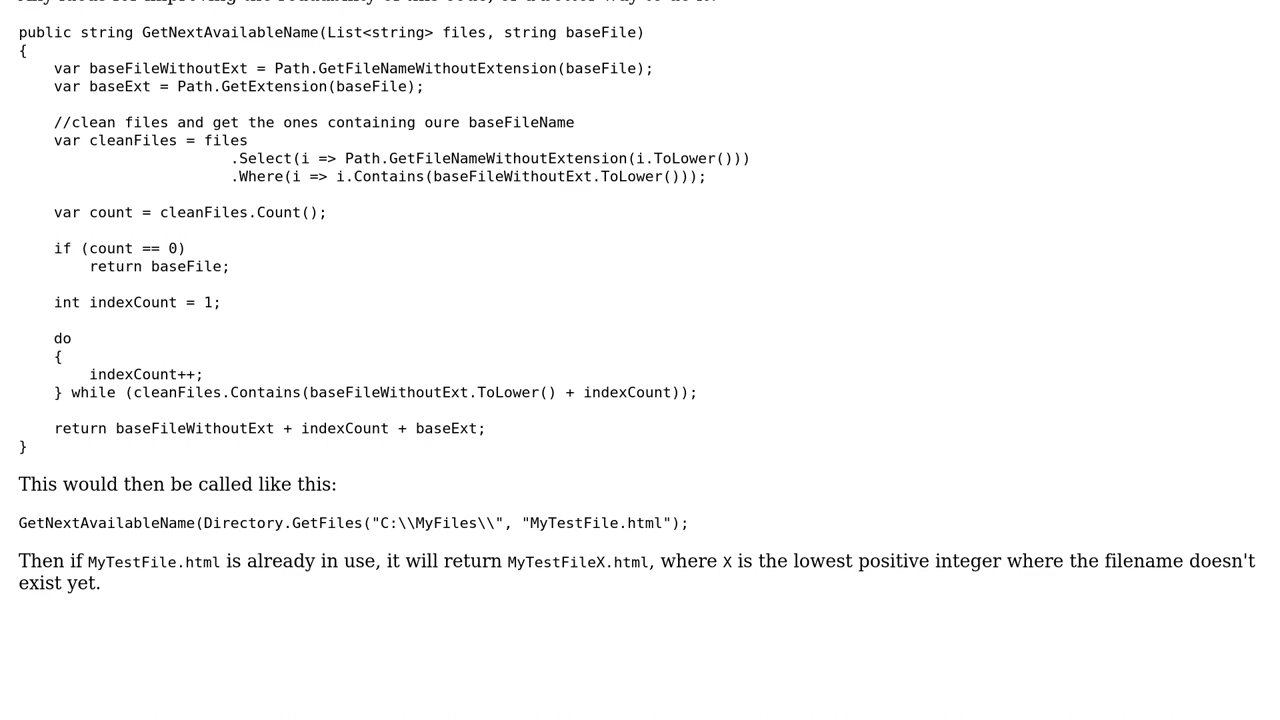 public string GetNextAvailableName(List<string> files, string baseFile)
{
    var baseFileWithoutExt = Path.GetFileNameWithoutExtension(baseFile);
    var baseExt = Path.GetExtension(baseFile);

    //clean files and get the ones containing oure baseFileName
    var cleanFiles = files
                        .Select(i => Path.GetFileNameWithoutExtension(i.ToLower()))
                        .Where(i => i.Contains(baseFileWithoutExt.ToLower()));

    var count = cleanFiles.Count();

    if (count == 0)
        return baseFile;

    int indexCount = 1;

    do
    {
        indexCount++;
    } while (cleanFiles.Contains(baseFileWithoutExt.ToLower() + indexCount));

    return baseFileWithoutExt + indexCount + baseExt;
}
This would then be called like this:
GetNextAvailableName(Directory.GetFiles("C:\\MyFiles\\", "MyTestFile.html");
Then if MyTestFile.html is already in use, it will return MyTestFileX.html, where X is the lowest positive integer where the filename doesn't
exist yet.